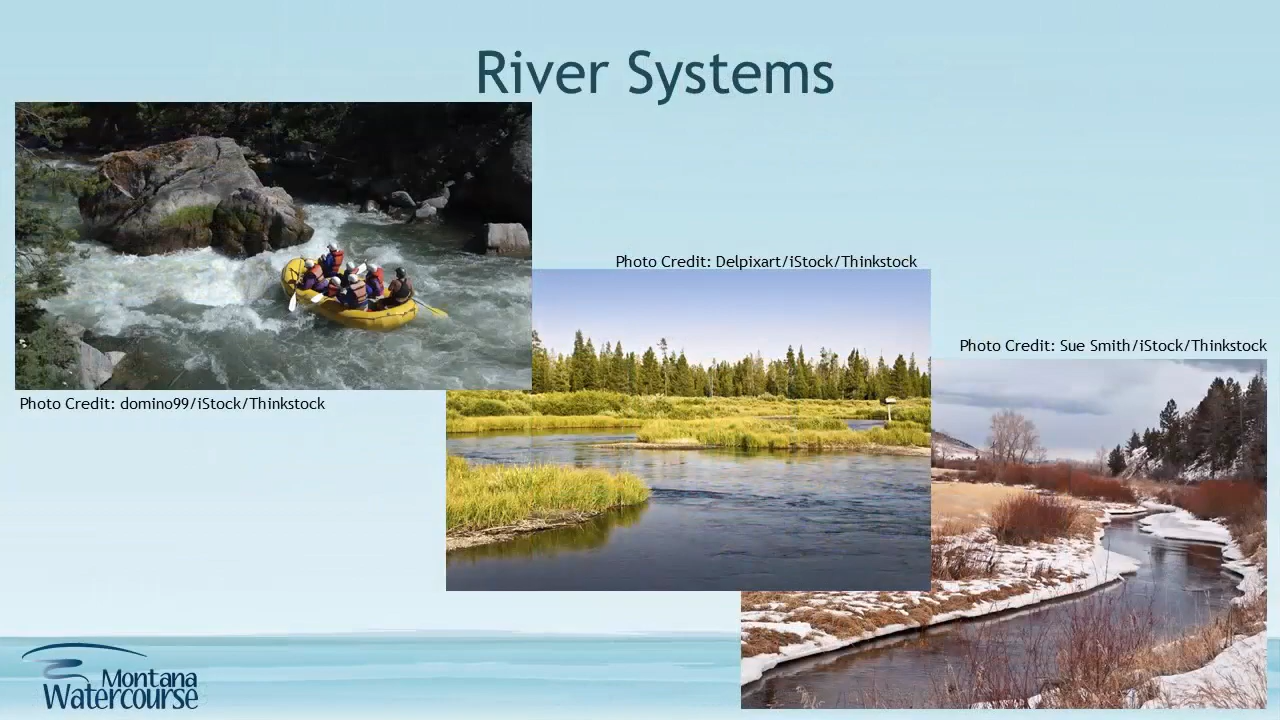 River Systems
Photo Credit: domino99/iStock/Thinkstock
Photo Credit: Delpixart/iStock/Thinkstock
Photo Credit: Sue Smith/iStock/Thinkstock
Montana
Watercourse